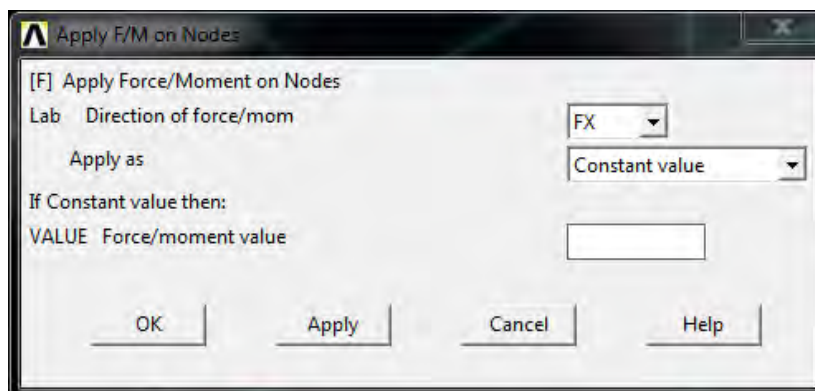 Apply F/M on Nodes
[F] Apply Force/Moment on Nodes
Lab Direction of force/mom FX
Apply as Constant value
If Constant value then:
VALUE Force/moment value
OK Apply Cancel Help